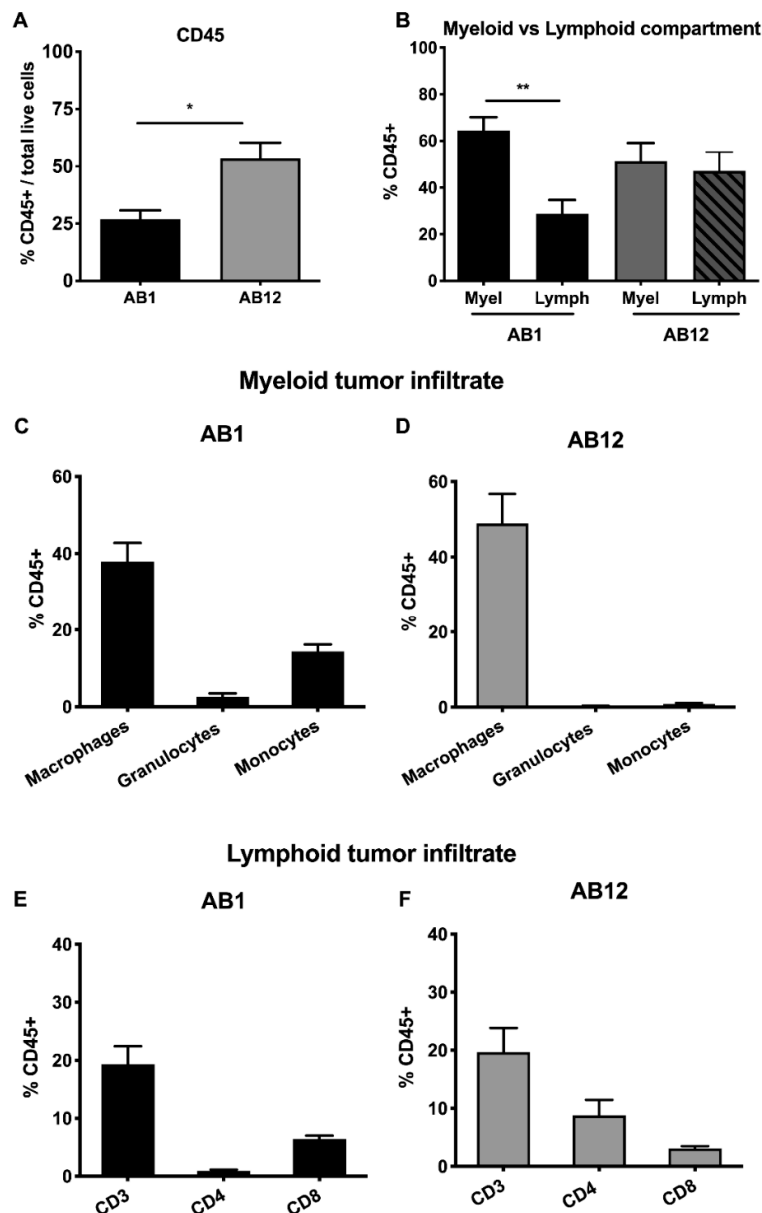 A
CD45
% CD45+ / total live cells
100
75
50
25
0
*
AB1
AB12
B
Myeloid vs Lymphoid compartment
% CD45+
100
80
60
40
20
0
**
Myel
Lymph
Myel
Lymph
AB1
AB12
Myeloid tumor infiltrate
C
AB1
% CD45+
60
40
20
0
Macrophages
Granulocytes
Monocytes
D
AB12
% CD45+
60
40
20
0
Macrophages
Granulocytes
Monocytes
Lymphoid tumor infiltrate
E
AB1
% CD45+
40
30
20
10
0
CD3
CD4
CD8
F
AB12
% CD45+
40
30
20
10
0
CD3
CD4
CD8